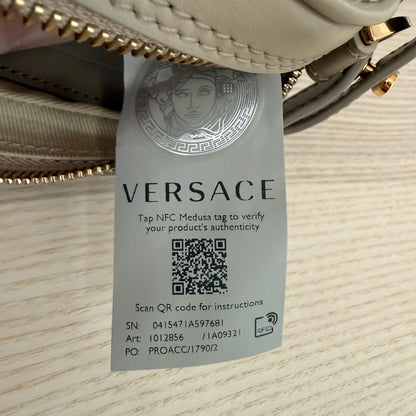 VERSACE
Tap NFC Medusa tag to verify
your product's authenticity
Scan QR code for instructions
SN: 0415471A597681
Art: 1012856 /1A09321
PO: PROACC/1790/2
RFID